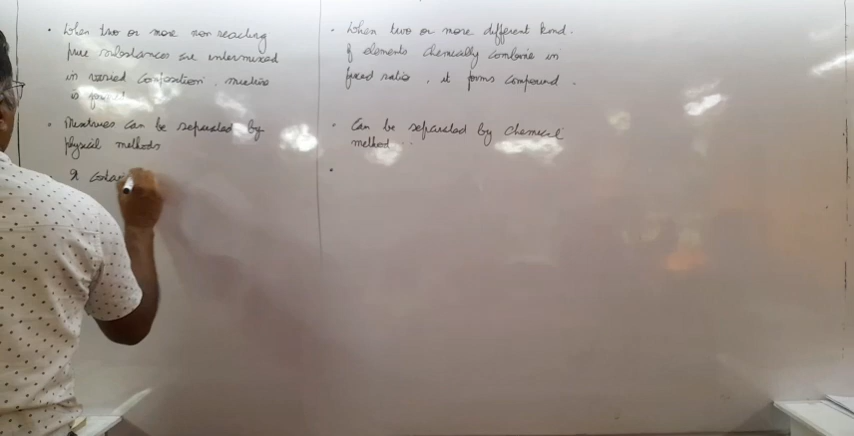 . When two or more non reacting
pure substances are intermixed
in varied composition, mixture
is formed
. Mixtures can be separated by
physical methods
. When two or more different kind.
of elements chemically combine in
fixed ratio, it forms compound.
. Can be separated by chemical
method..
.